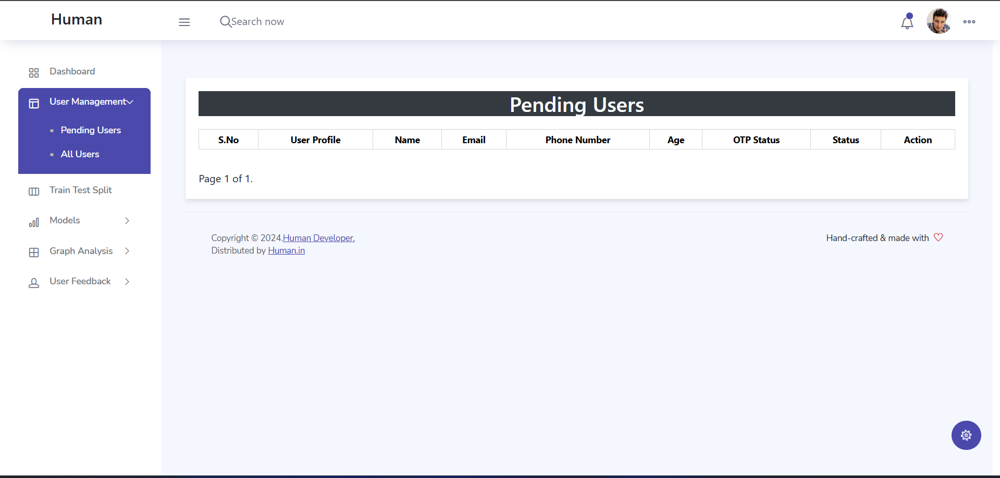 Human
Search now
Dashboard
User Management
Pending Users
All Users
Train Test Split
Models
Graph Analysis
User Feedback
Pending Users
S.No User Profile Name Email Phone Number Age OTP Status Status Action
Page 1 of 1.
Copyright © 2024.Human Developer.
Distributed by Human.in
Hand-crafted & made with